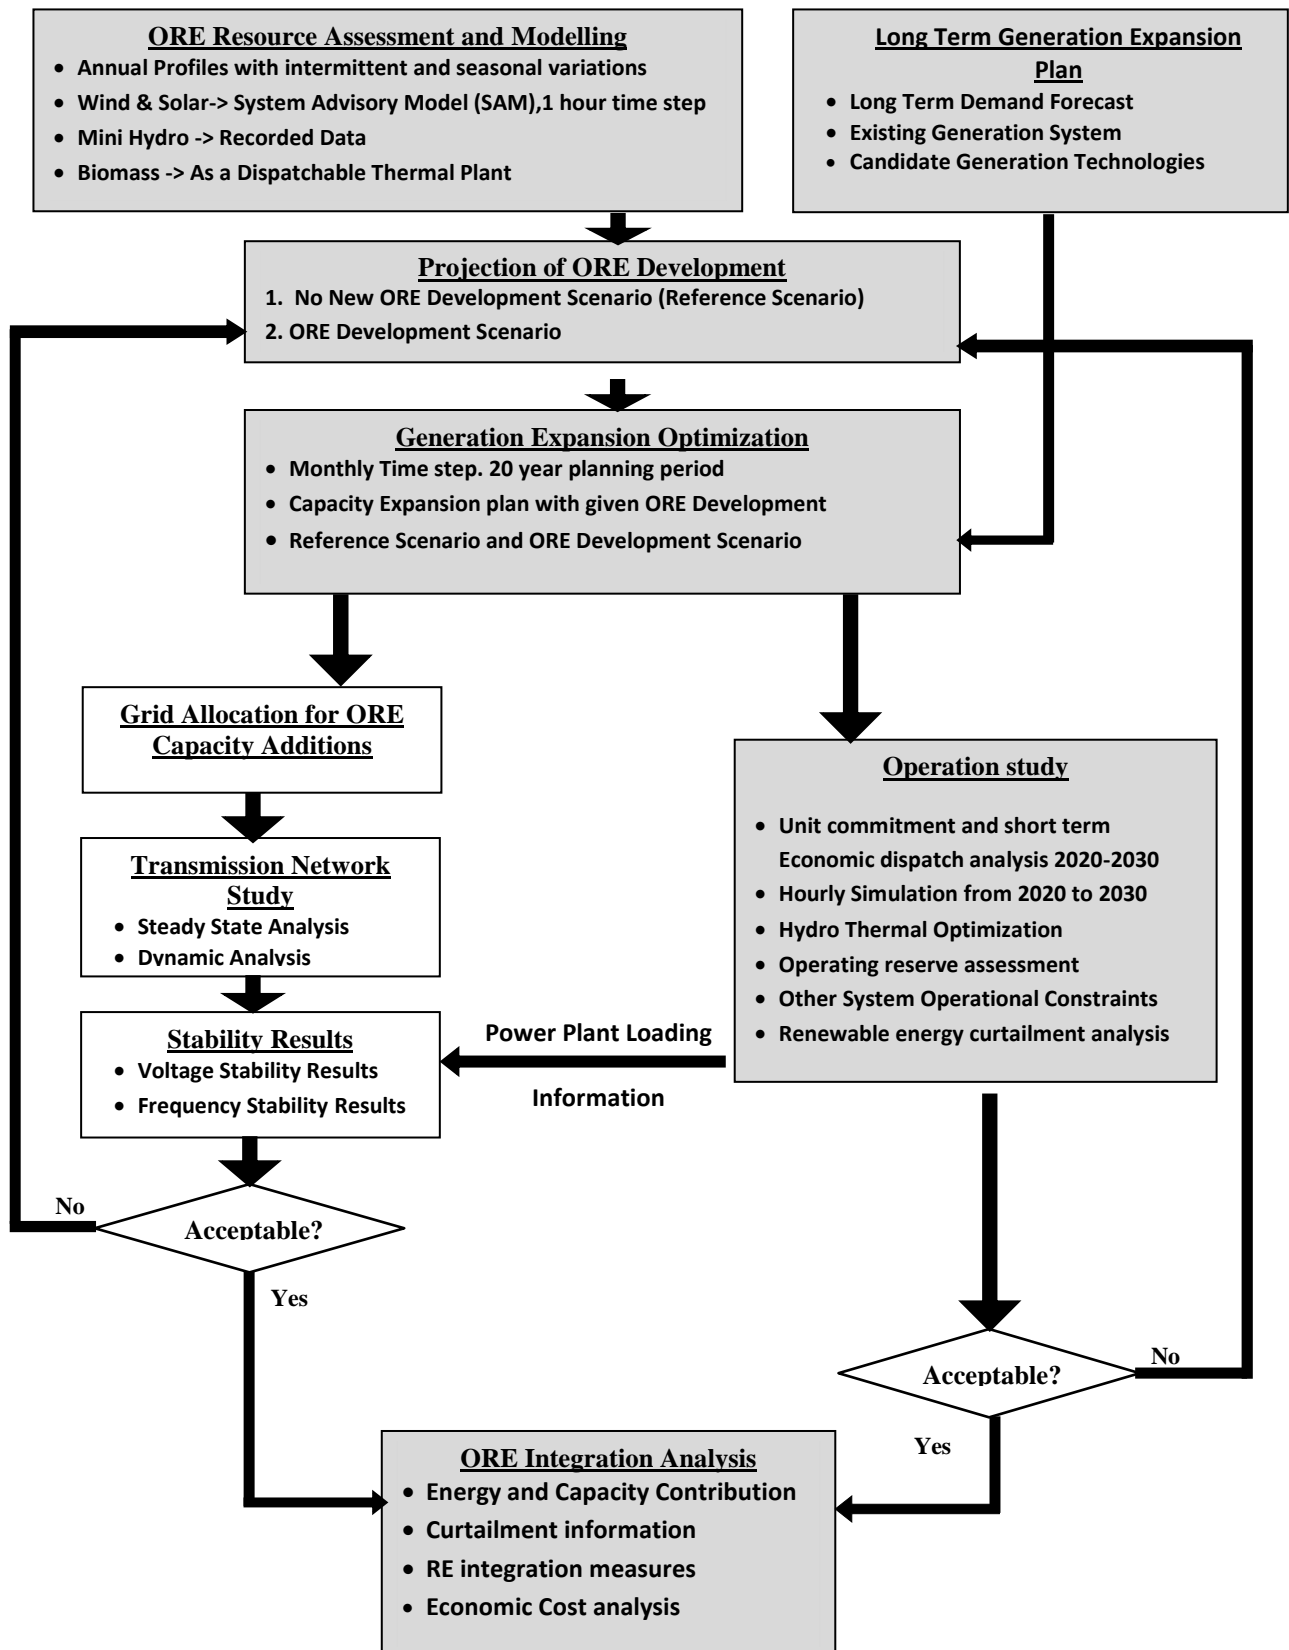 ORE Resource Assessment and Modelling
• Annual Profiles with intermittent and seasonal variations
• Wind & Solar-> System Advisory Model (SAM),1 hour time step
• Mini Hydro -> Recorded Data
• Biomass -> As a Dispatchable Thermal Plant
Long Term Generation Expansion
Plan
• Long Term Demand Forecast
• Existing Generation System
• Candidate Generation Technologies
Projection of ORE Development
1. No New ORE Development Scenario (Reference Scenario)
2. ORE Development Scenario
Generation Expansion Optimization
• Monthly Time step. 20 year planning period
• Capacity Expansion plan with given ORE Development
• Reference Scenario and ORE Development Scenario
Grid Allocation for ORE
Capacity Additions
Transmission Network
Study
• Steady State Analysis
• Dynamic Analysis
Operation study
• Unit commitment and short term
Economic dispatch analysis 2020-2030
• Hourly Simulation from 2020 to 2030
• Hydro Thermal Optimization
• Operating reserve assessment
• Other System Operational Constraints
• Renewable energy curtailment analysis
Stability Results
• Voltage Stability Results
• Frequency Stability Results
Power Plant Loading
Information
No
Acceptable?
Yes
Acceptable?
No
Yes
ORE Integration Analysis
• Energy and Capacity Contribution
• Curtailment information
• RE integration measures
• Economic Cost analysis